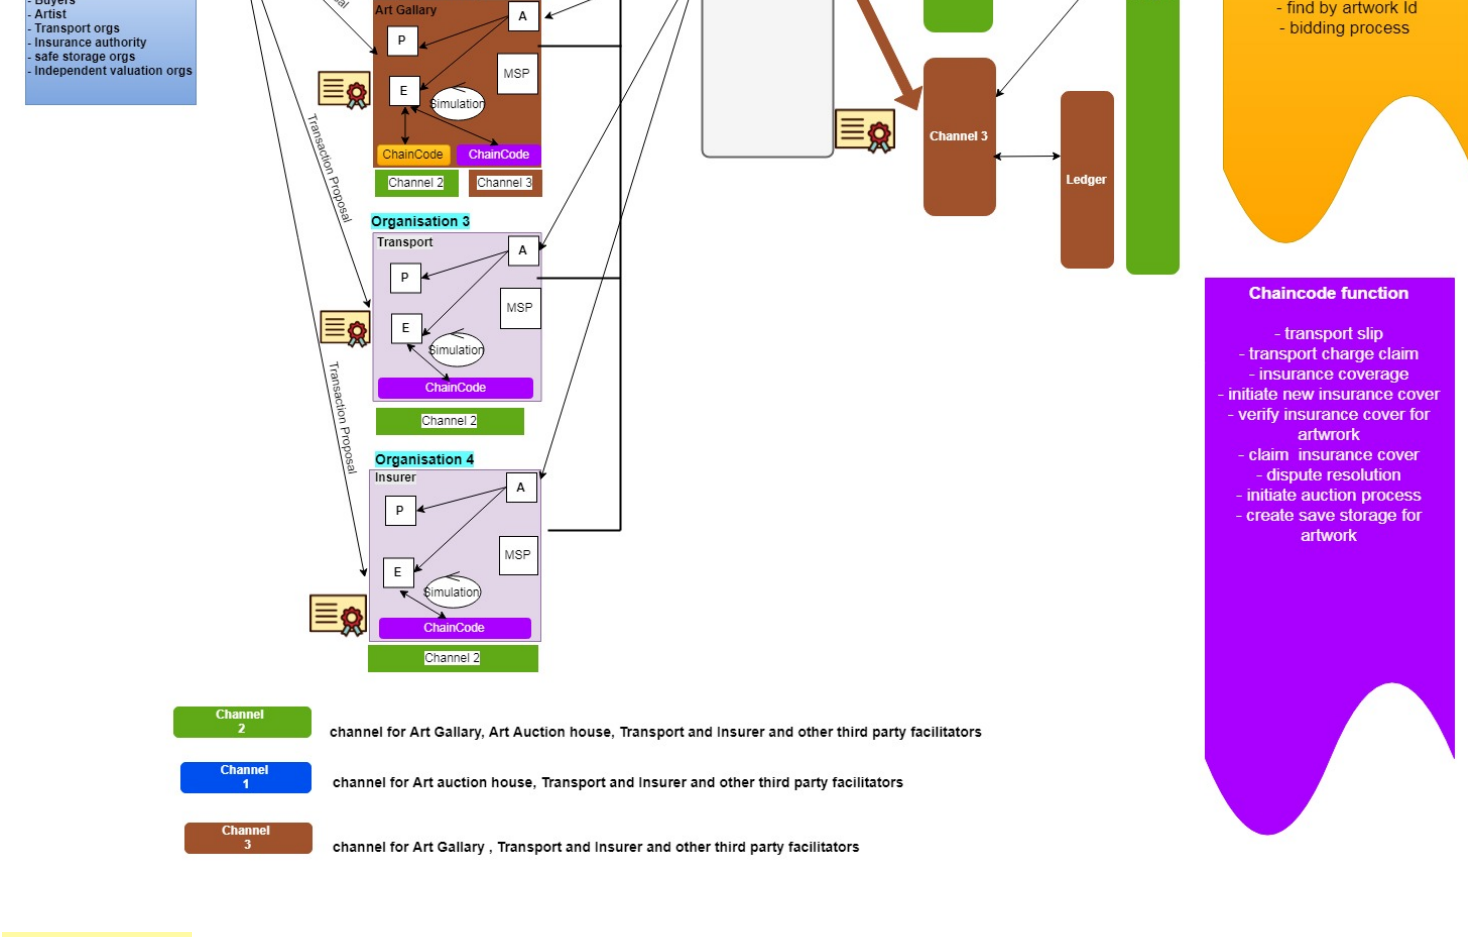 - Buyers
- Artist
- Transport orgs
- Insurance authority
- safe storage orgs
- Independent valuation orgs
Art Gallary
A
P
MSP
E
Simulation
ChainCode
ChainCode
Channel 2
Channel 3
Transaction Proposal
Organisation 3
Transport
A
P
MSP
E
Simulation
ChainCode
Channel 2
Transaction Proposal
Organisation 4
Insurer
A
P
MSP
E
Simulation
ChainCode
Channel 2
Channel 3
Ledger
- find by artwork Id
- bidding process
Chaincode function
- transport slip
- transport charge claim
- insurance coverage
- initiate new insurance cover
- verify insurance cover for
artwrork
- claim insurance cover
- dispute resolution
- initiate auction process
- create save storage for
artwork
Channel
2
channel for Art Gallary, Art Auction house, Transport and Insurer and other third party facilitators
Channel
1
channel for Art auction house, Transport and Insurer and other third party facilitators
Channel
3
channel for Art Gallary , Transport and Insurer and other third party facilitators